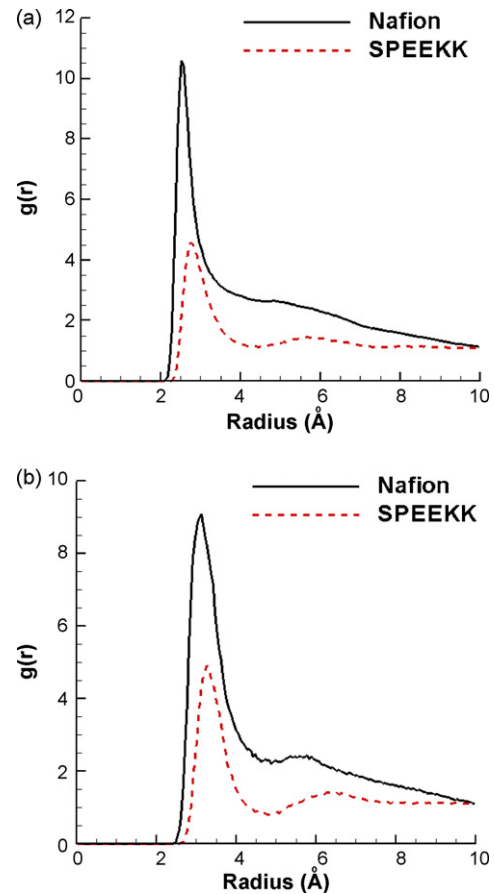 (a)
12
10
8
6
4
2
0
g(r)
Nafion
SPEEKK
0 2 4 6 8 10
Radius (Å)
(b)
10
8
6
4
2
0
g(r)
Nafion
SPEEKK
0 2 4 6 8 10
Radius (Å)